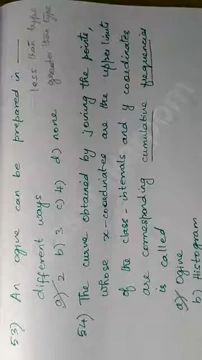 53) An ogive can be prepared in ____
different ways
less than type
greater than type
a) 2 b) 3 c) 4) d) none
54) The curve obtained by joining the points,
whose x-coordinates are the upper limits
of the class-intervals and y coordinates
are corresponding cumulative frequencies
is called
a) Ogive
b) Histogram